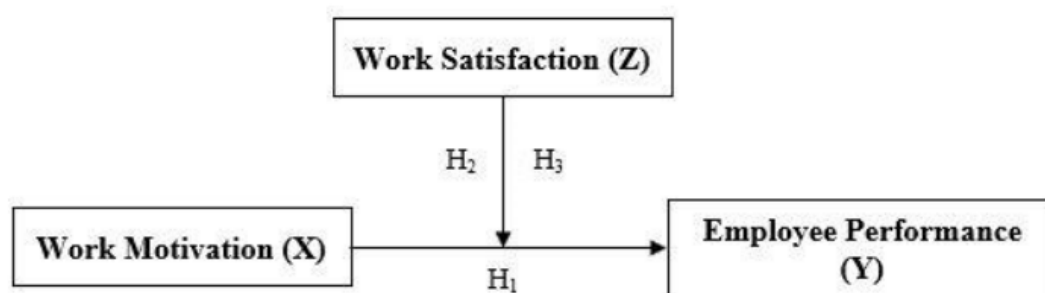 Work Satisfaction (Z)
H₂ H₃
Work Motivation (X)
H₁
Employee Performance
(Y)